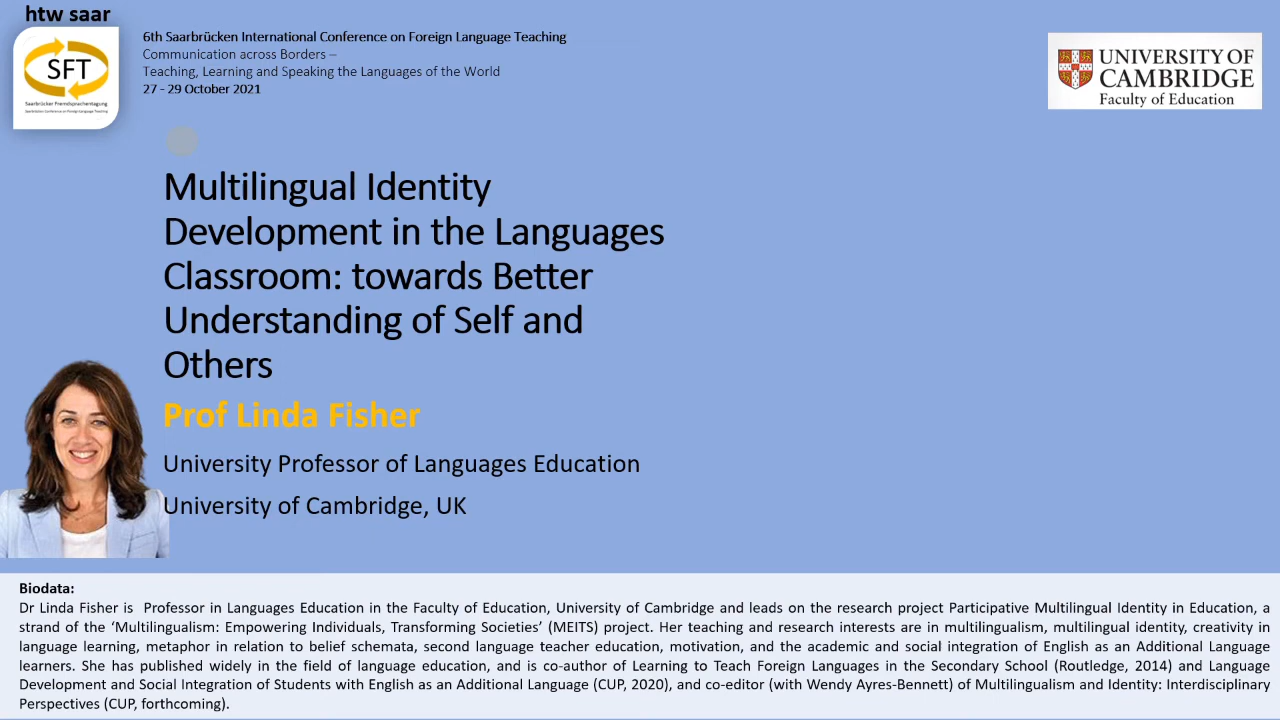 htw saar
SFT
Saarbrücker Fremdsprachentagung
Saarbrücken Conference on Foreign Language Teaching
6th Saarbrücken International Conference on Foreign Language Teaching
Communication across Borders –
Teaching, Learning and Speaking the Languages of the World
27 - 29 October 2021
UNIVERSITY OF
CAMBRIDGE
Faculty of Education
Multilingual Identity
Development in the Languages
Classroom: towards Better
Understanding of Self and
Others
Prof Linda Fisher
University Professor of Languages Education
University of Cambridge, UK
Biodata:
Dr Linda Fisher is Professor in Languages Education in the Faculty of Education, University of Cambridge and leads on the research project Participative Multilingual Identity in Education, a
strand of the ‘Multilingualism: Empowering Individuals, Transforming Societies’ (MEITS) project. Her teaching and research interests are in multilingualism, multilingual identity, creativity in
language learning, metaphor in relation to belief schemata, second language teacher education, motivation, and the academic and social integration of English as an Additional Language
learners. She has published widely in the field of language education, and is co-author of Learning to Teach Foreign Languages in the Secondary School (Routledge, 2014) and Language
Development and Social Integration of Students with English as an Additional Language (CUP, 2020), and co-editor (with Wendy Ayres-Bennett) of Multilingualism and Identity: Interdisciplinary
Perspectives (CUP, forthcoming).